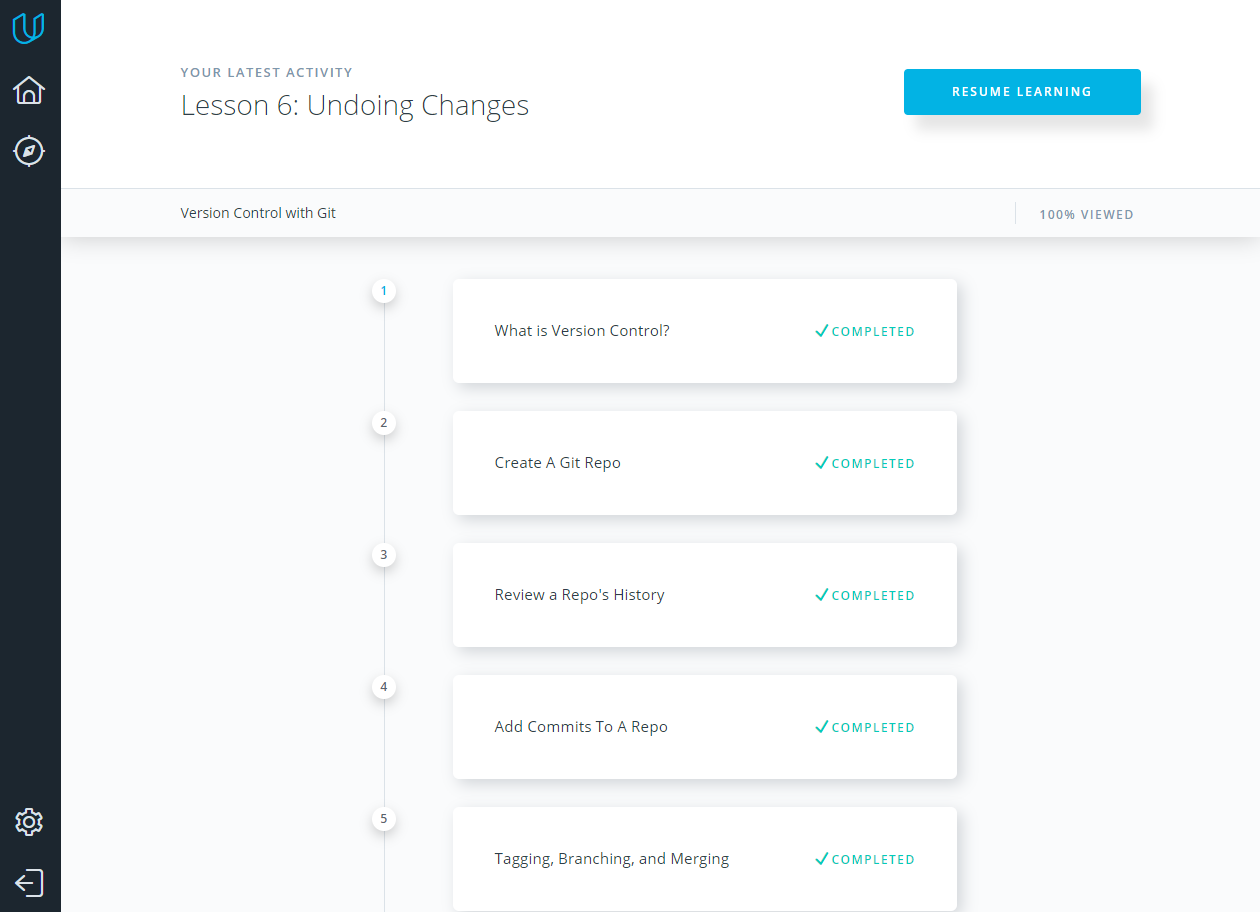 YOUR LATEST ACTIVITY
Lesson 6: Undoing Changes
RESUME LEARNING
Version Control with Git
100% VIEWED
1
What is Version Control?
COMPLETED
2
Create A Git Repo
COMPLETED
3
Review a Repo's History
COMPLETED
4
Add Commits To A Repo
COMPLETED
5
Tagging, Branching, and Merging
COMPLETED